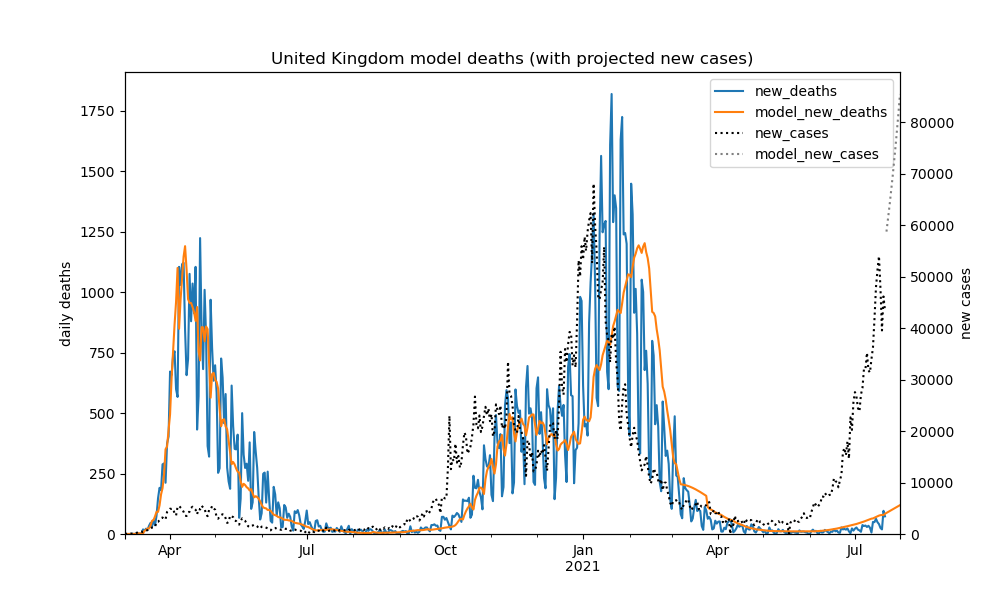 United Kingdom model deaths (with projected new cases)
new_deaths
model_new_deaths
new_cases
model_new_cases
daily deaths
1750
1500
1250
1000
750
500
250
0
new cases
80000
70000
60000
50000
40000
30000
20000
10000
0
Apr Jul Oct Jan Apr Jul
2021